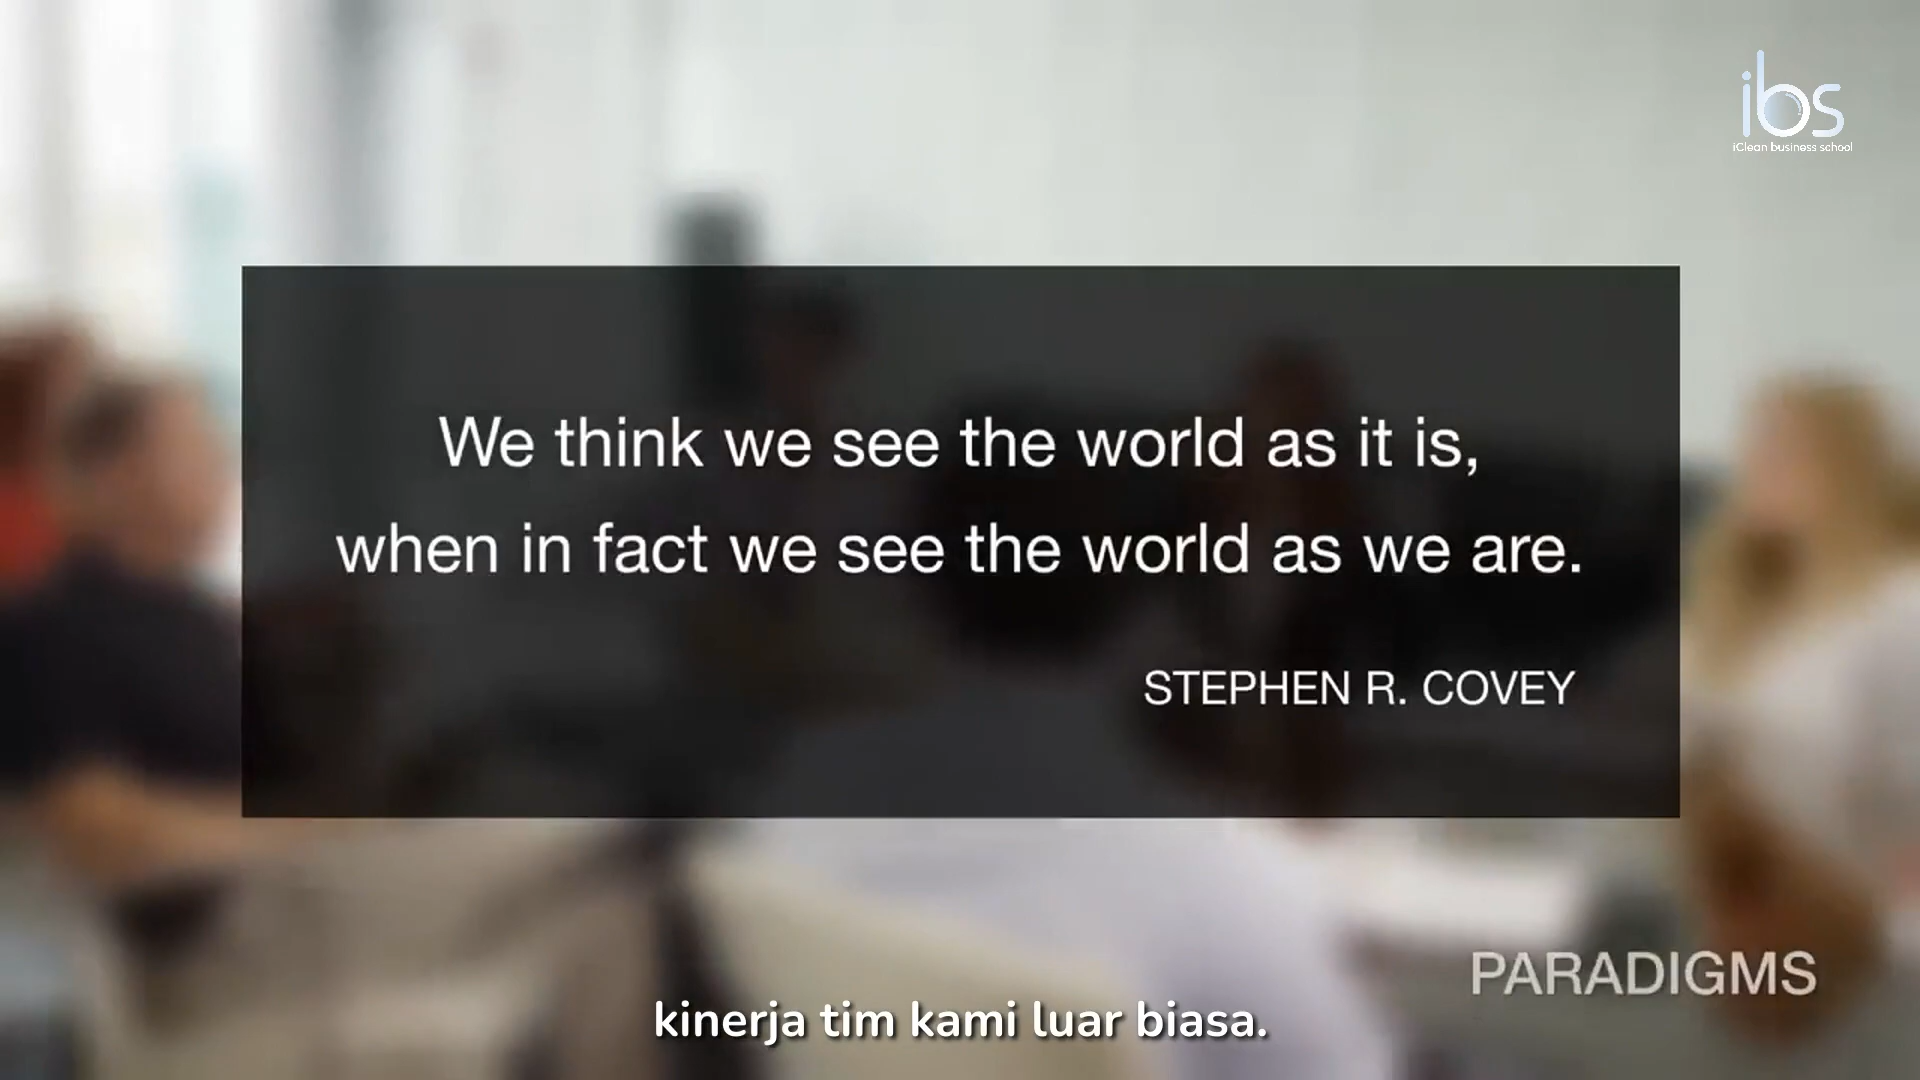 ibs
iClean business school
We think we see the world as it is,
when in fact we see the world as we are.
STEPHEN R. COVEY
PARADIGMS
kinerja tim kami luar biasa.